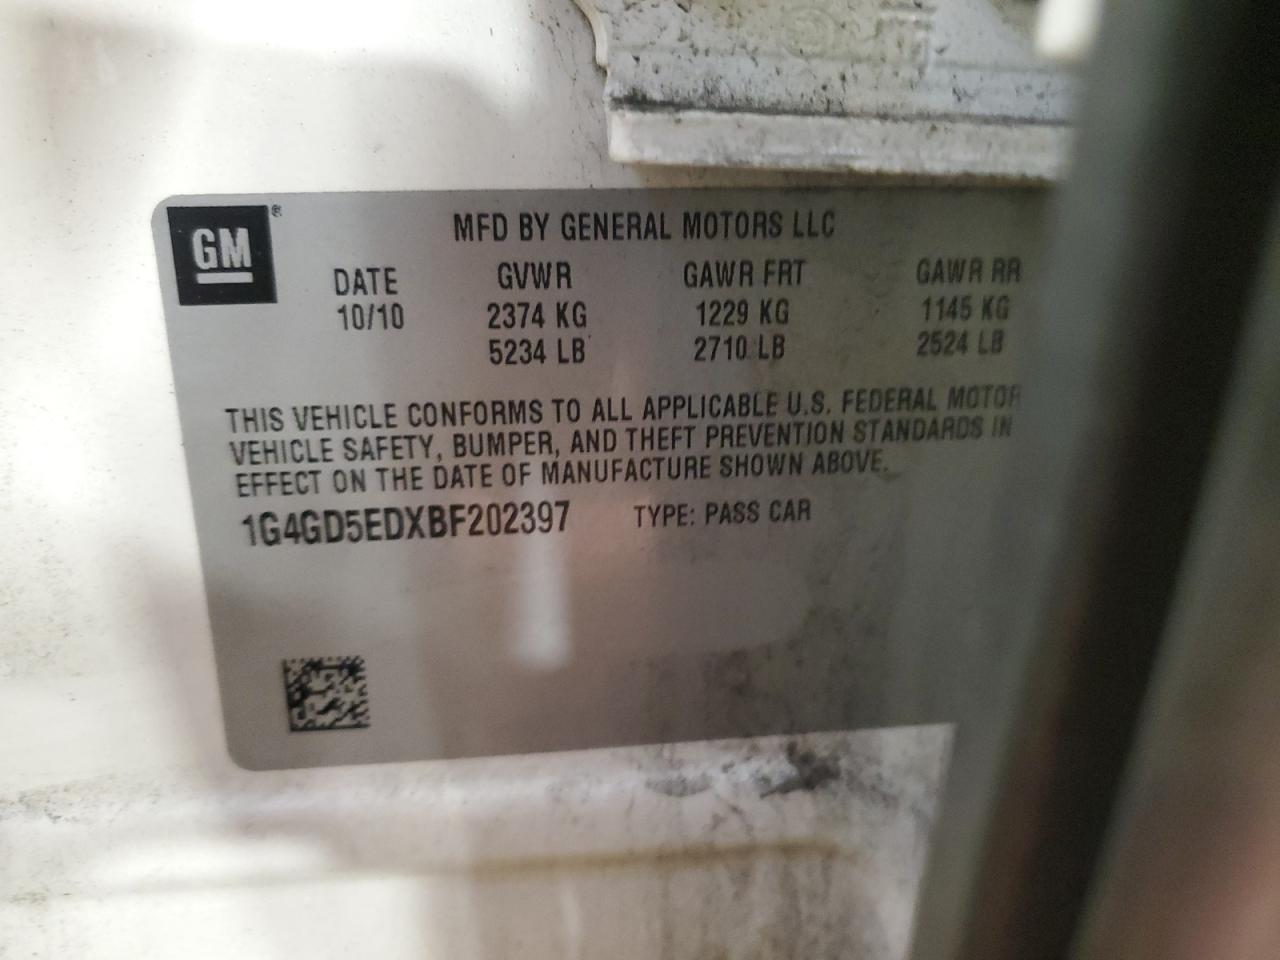 GM®
MFD BY GENERAL MOTORS LLC
DATE GVWR GAWR FRT GAWR RR
10/10 2374 KG 1229 KG 1145 KG
5234 LB 2710 LB 2524 LB
THIS VEHICLE CONFORMS TO ALL APPLICABLE U.S. FEDERAL MOTOR
VEHICLE SAFETY, BUMPER, AND THEFT PREVENTION STANDARDS IN
EFFECT ON THE DATE OF MANUFACTURE SHOWN ABOVE.
1G4GD5EDXBF202397 TYPE: PASS CAR